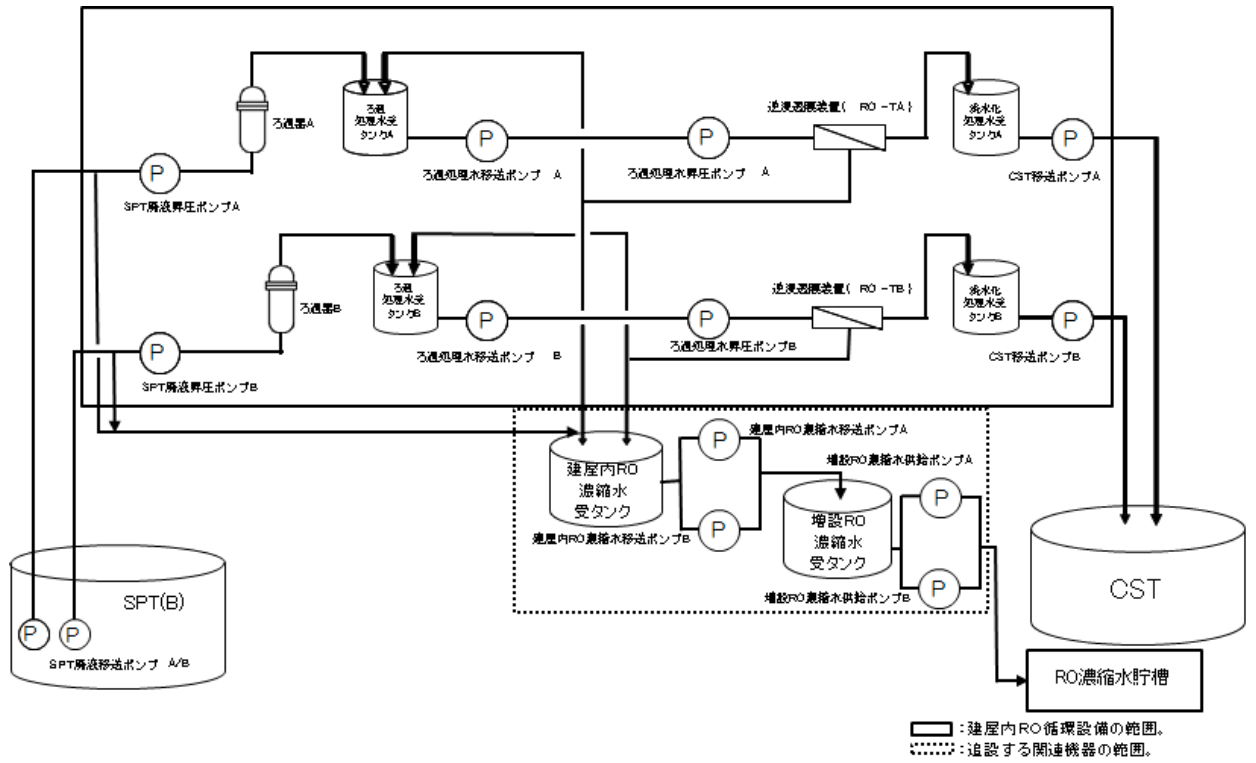 ろ過器A
ろ過
処理水受
タンクA
P
P
逆浸透膜装置( RO-TA)
淡水化
処理水受
タンクA
P
P
SPT廃液昇圧ポンプA
ろ過処理水移送ポンプ A
ろ過処理水昇圧ポンプ A
CST移送ポンプA
ろ過器B
ろ過
処理水受
タンクB
P
P
逆浸透膜装置( RO-TB)
淡水化
処理水受
タンクB
P
P
SPT廃液昇圧ポンプB
ろ過処理水移送ポンプ B
ろ過処理水昇圧ポンプB
CST移送ポンプB
建屋内RO
濃縮水
受タンク
P
建屋内RO濃縮水移送ポンプA
P
建屋内RO濃縮水移送ポンプB
増設RO濃縮水供給ポンプA
増設RO
濃縮水
受タンク
P
P
増設RO濃縮水供給ポンプB
CST
SPT(B)
P
P
SPT廃液移送ポンプ A/B
RO濃縮水貯槽
:建屋内RO循環設備の範囲。
:追設する関連機器の範囲。